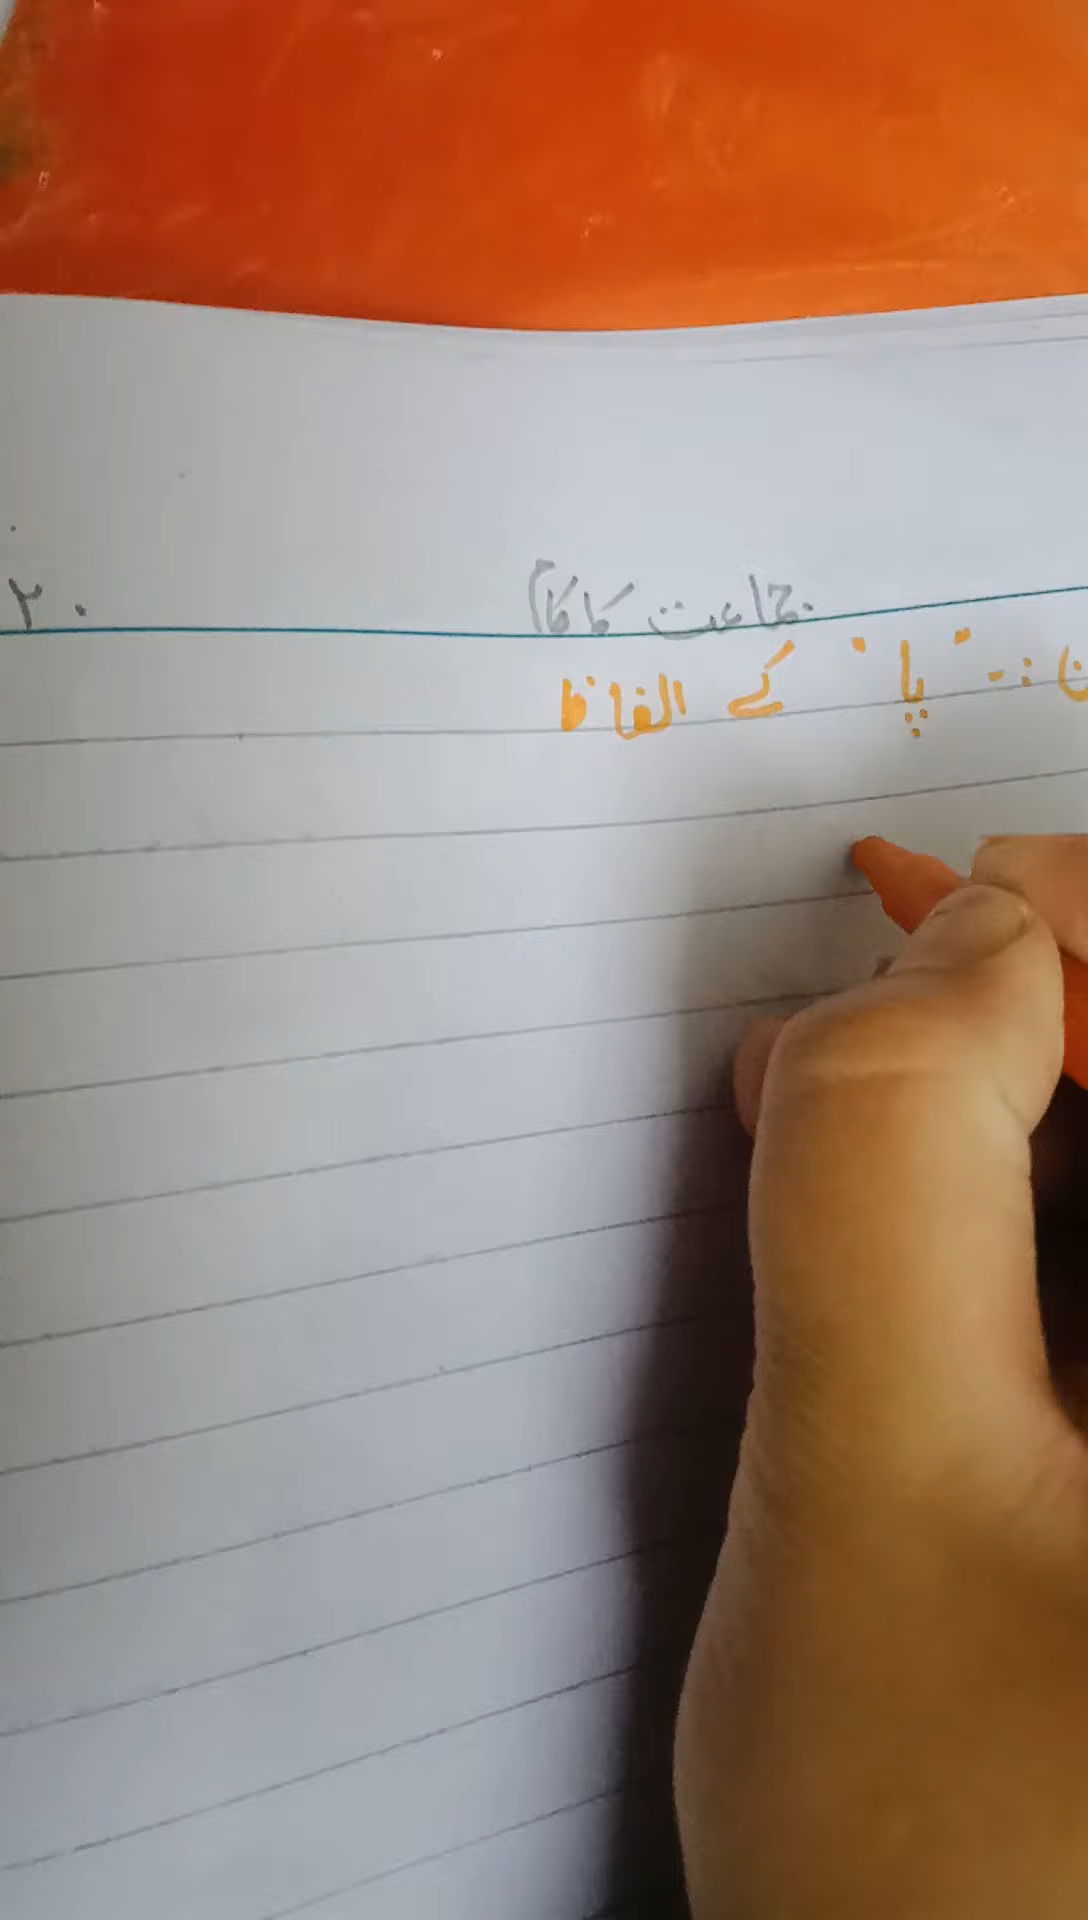 جماعت کا کام ۲۰
:- "پا" کے الفاظ